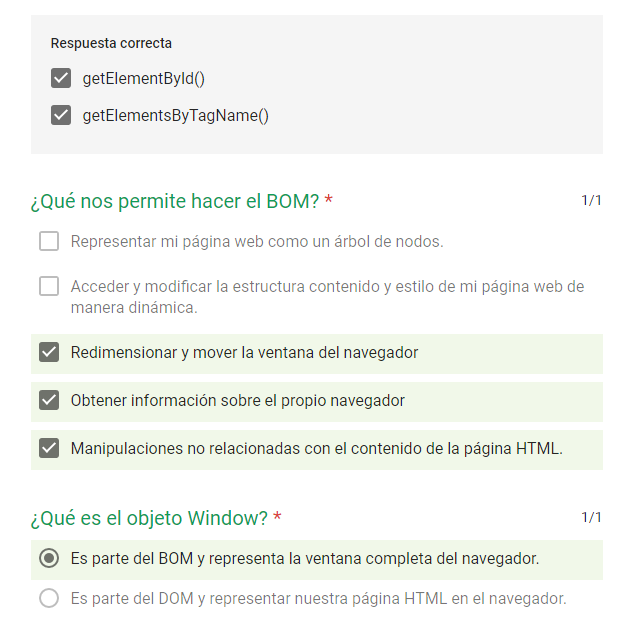 Respuesta correcta
getElementById()
getElementsByTagName()
¿Qué nos permite hacer el BOM? *
1/1
Representar mi página web como un árbol de nodos.
Acceder y modificar la estructura contenido y estilo de mi página web de
manera dinámica.
Redimensionar y mover la ventana del navegador
Obtener información sobre el propio navegador
Manipulaciones no relacionadas con el contenido de la página HTML.
¿Qué es el objeto Window? *
1/1
Es parte del BOM y representa la ventana completa del navegador.
Es parte del DOM y representar nuestra página HTML en el navegador.